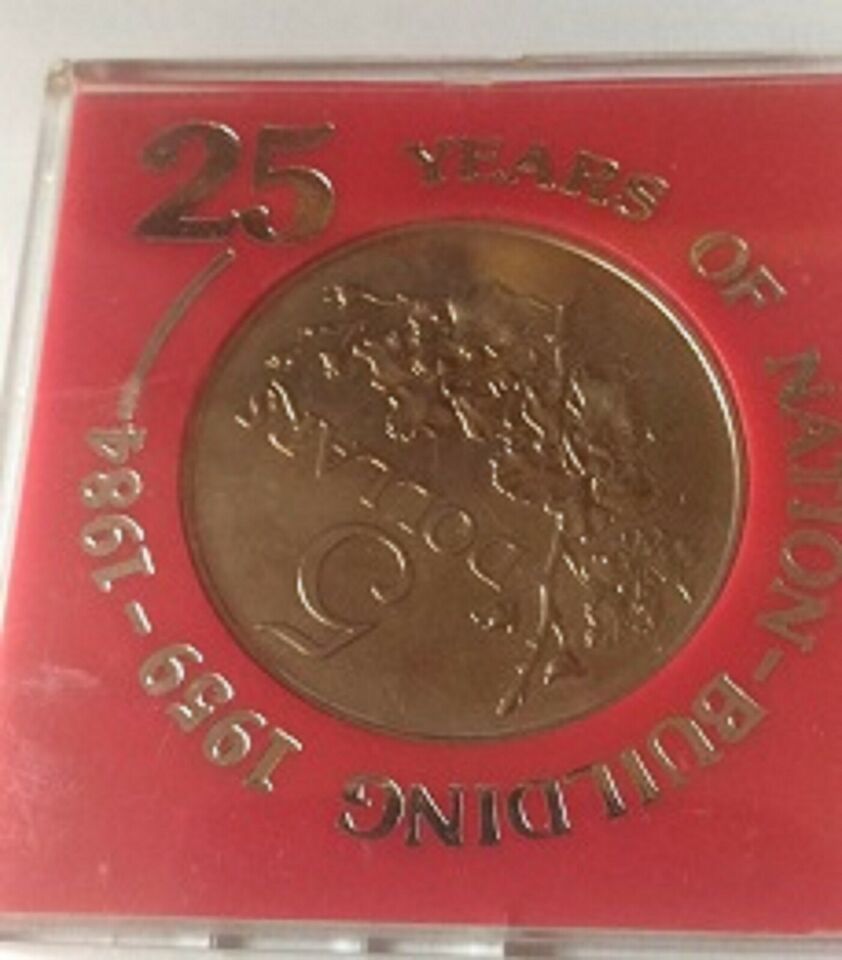 25 YEARS OF NATION-BUILDING 1959-1984
5 DOLLARS